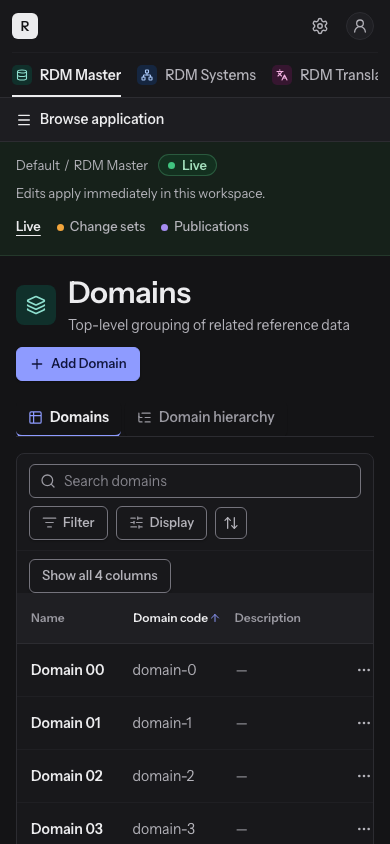 R
RDM Master RDM Systems RDM Transla
Browse application
Default / RDM Master Live
Edits apply immediately in this workspace.
Live Change sets Publications
Domains
Top-level grouping of related reference data
+ Add Domain
Domains Domain hierarchy
Search domains
Filter Display
Show all 4 columns
Name Domain code ↑ Description
Domain 00 domain-0 — ···
Domain 01 domain-1 — ···
Domain 02 domain-2 — ···
Domain 03 domain-3 — ···